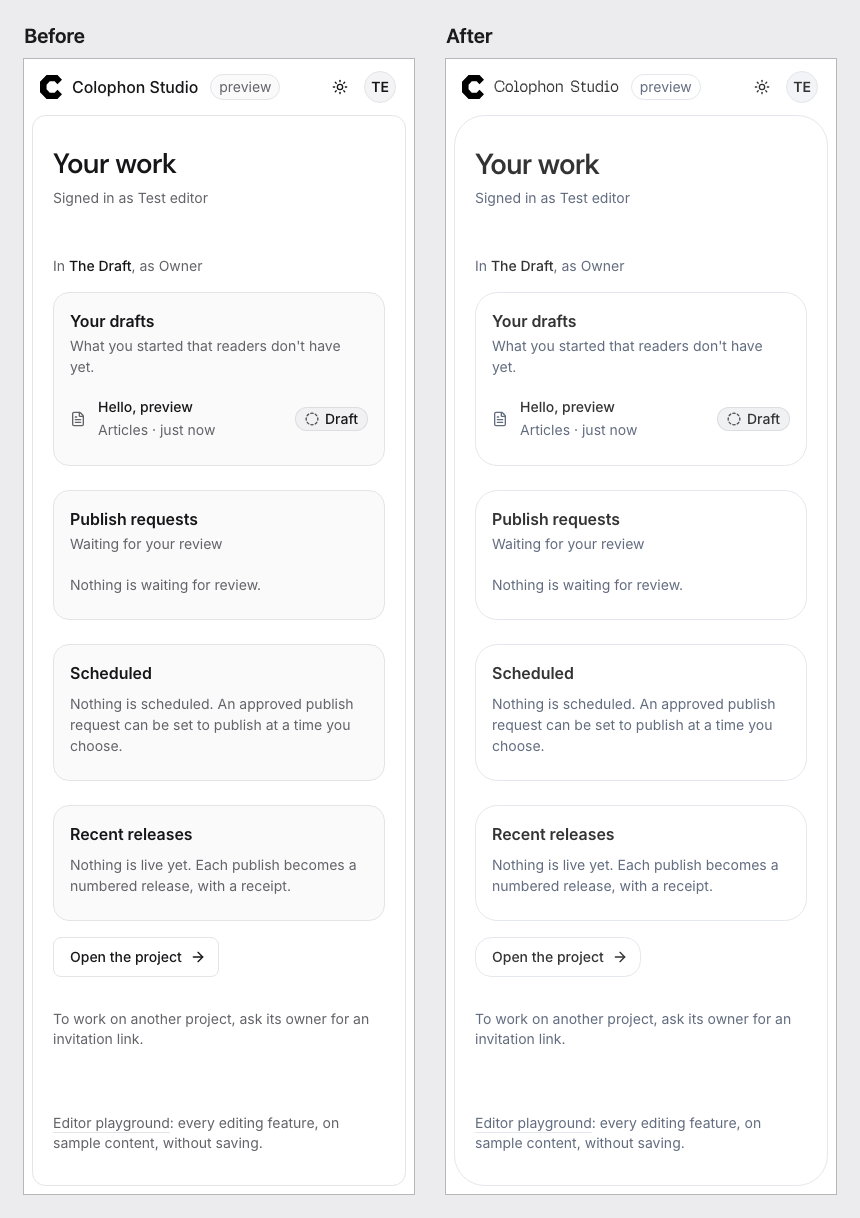 Before
Colophon Studio preview TE
Your work
Signed in as Test editor
In The Draft, as Owner
Your drafts
What you started that readers don't have
yet.
Hello, preview
Articles · just now
Draft
Publish requests
Waiting for your review
Nothing is waiting for review.
Scheduled
Nothing is scheduled. An approved publish
request can be set to publish at a time you
choose.
Recent releases
Nothing is live yet. Each publish becomes a
numbered release, with a receipt.
Open the project
To work on another project, ask its owner for an
invitation link.
Editor playground: every editing feature, on
sample content, without saving.
After
Colophon Studio preview TE
Your work
Signed in as Test editor
In The Draft, as Owner
Your drafts
What you started that readers don't have
yet.
Hello, preview
Articles · just now
Draft
Publish requests
Waiting for your review
Nothing is waiting for review.
Scheduled
Nothing is scheduled. An approved publish
request can be set to publish at a time you
choose.
Recent releases
Nothing is live yet. Each publish becomes a
numbered release, with a receipt.
Open the project
To work on another project, ask its owner for an
invitation link.
Editor playground: every editing feature, on
sample content, without saving.